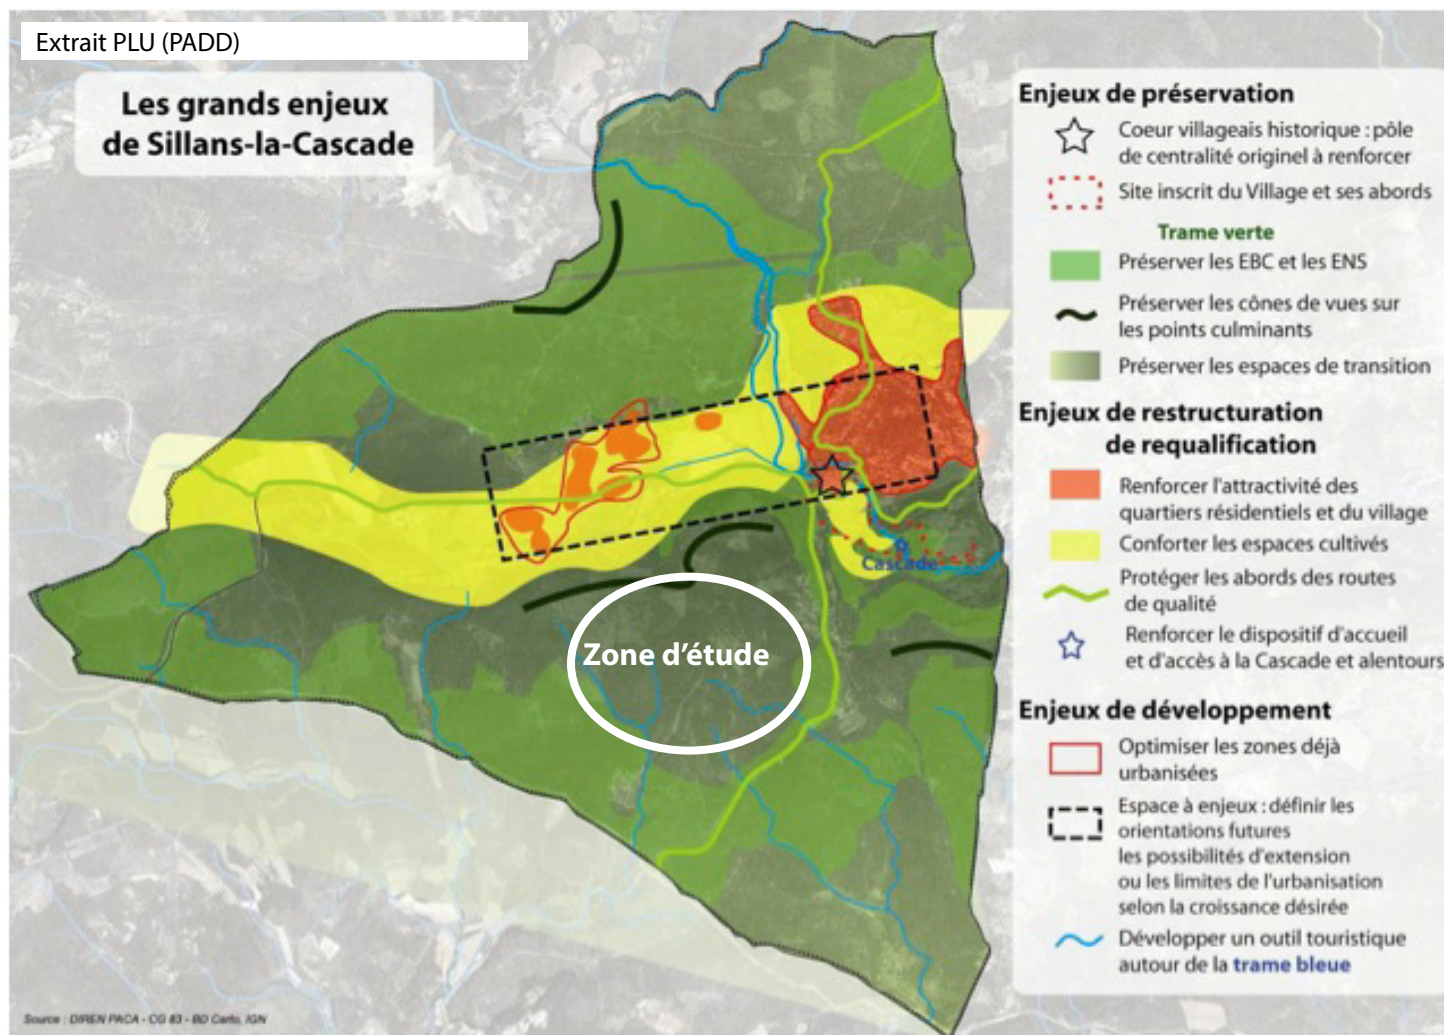 Extrait PLU (PADD)
Les grands enjeux
de Sillans-la-Cascade
Zone d'étude
Cascade
Enjeux de préservation
Coeur villageais historique : pôle
de centralité originel à renforcer
Site inscrit du Village et ses abords
Trame verte
Préserver les EBC et les ENS
Préserver les cônes de vues sur
les points culminants
Préserver les espaces de transition
Enjeux de restructuration
de requalification
Renforcer l'attractivité des
quartiers résidentiels et du village
Conforter les espaces cultivés
Protéger les abords des routes
de qualité
Renforcer le dispositif d'accueil
et d'accès à la Cascade et alentours
Enjeux de développement
Optimiser les zones déjà
urbanisées
Espace à enjeux : définir les
orientations futures
les possibilités d'extension
ou les limites de l'urbanisation
selon la croissance désirée
Développer un outil touristique
autour de la trame bleue
Source : DIREN PACA - CG 83 - BD Carto, IGN